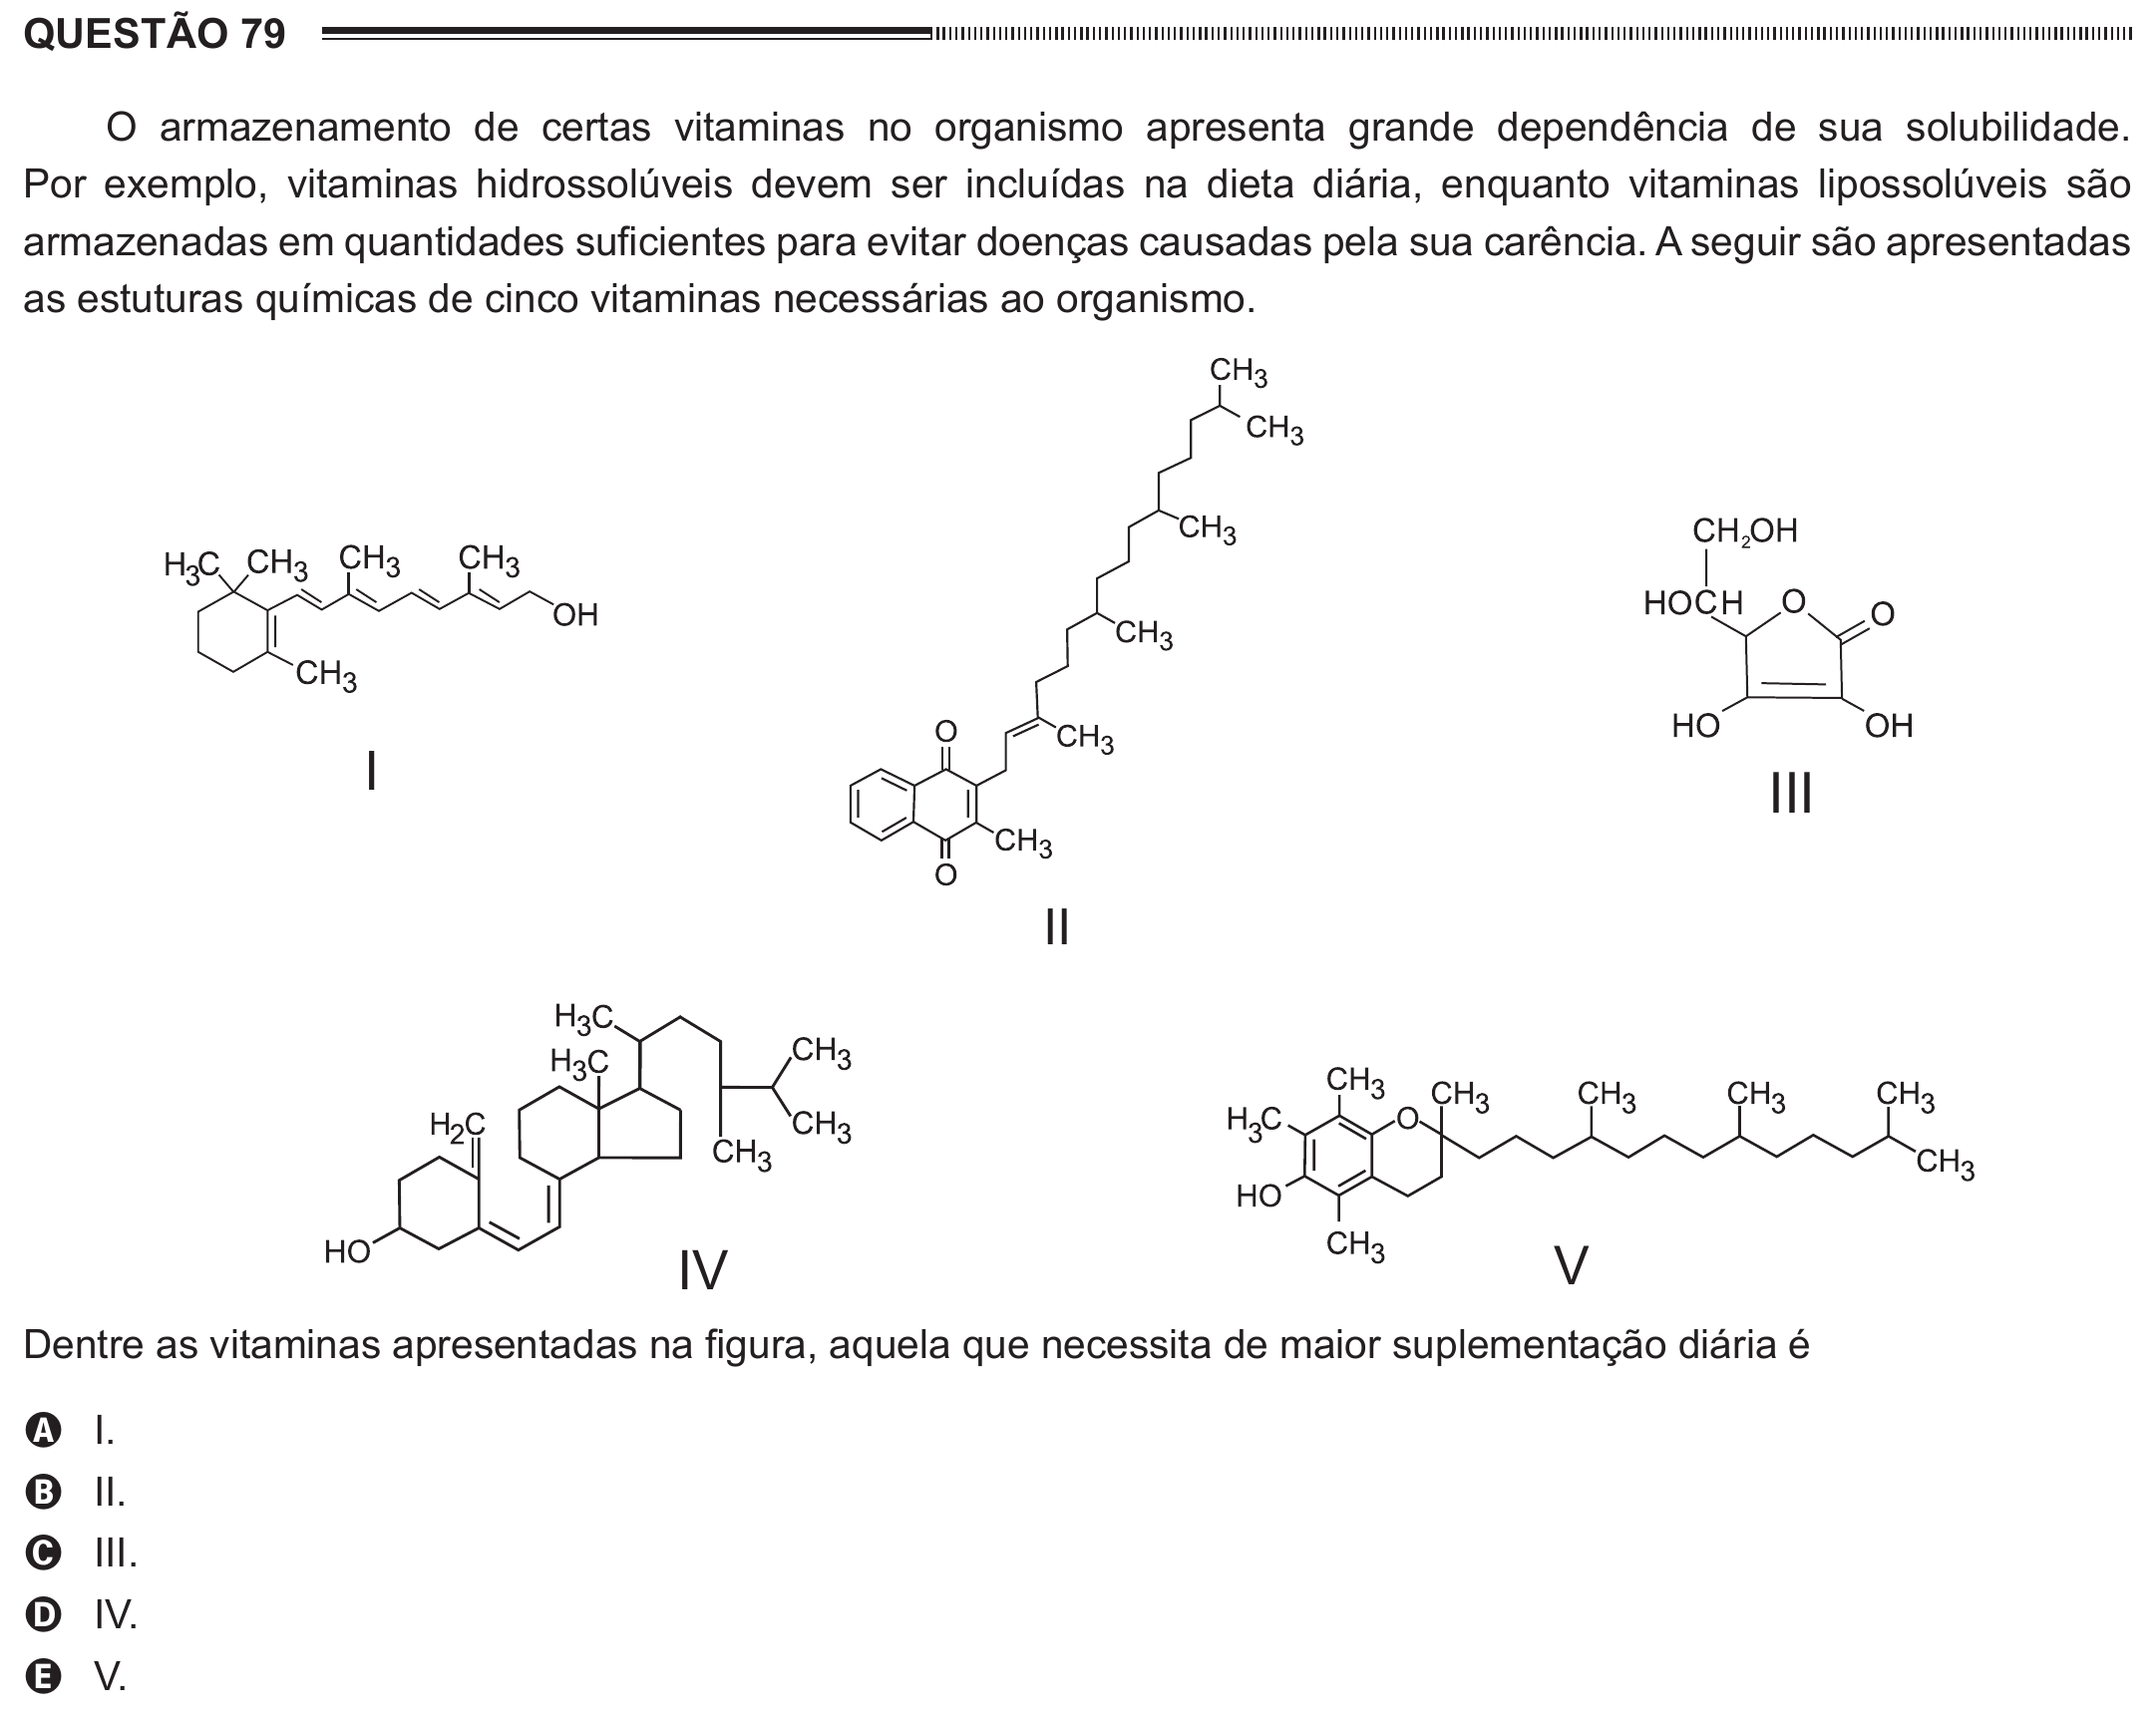 QUESTÃO 79
O armazenamento de certas vitaminas no organismo apresenta grande dependência de sua solubilidade.
Por exemplo, vitaminas hidrossolúveis devem ser incluídas na dieta diária, enquanto vitaminas lipossolúveis são
armazenadas em quantidades suficientes para evitar doenças causadas pela sua carência. A seguir são apresentadas
as estuturas químicas de cinco vitaminas necessárias ao organismo.
H3C CH3 CH3 CH3
OH
CH3
I
CH3
CH3
CH3
CH3
CH3
O
CH3
O
II
CH2OH
HOCH O O
HO OH
III
H3C
H3C
CH3
CH3
CH3
H2C
HO
IV
CH3
H3C
O CH3 CH3 CH3 CH3
CH3
HO
CH3
V
Dentre as vitaminas apresentadas na figura, aquela que necessita de maior suplementação diária é
A I.
B II.
C III.
D IV.
E V.